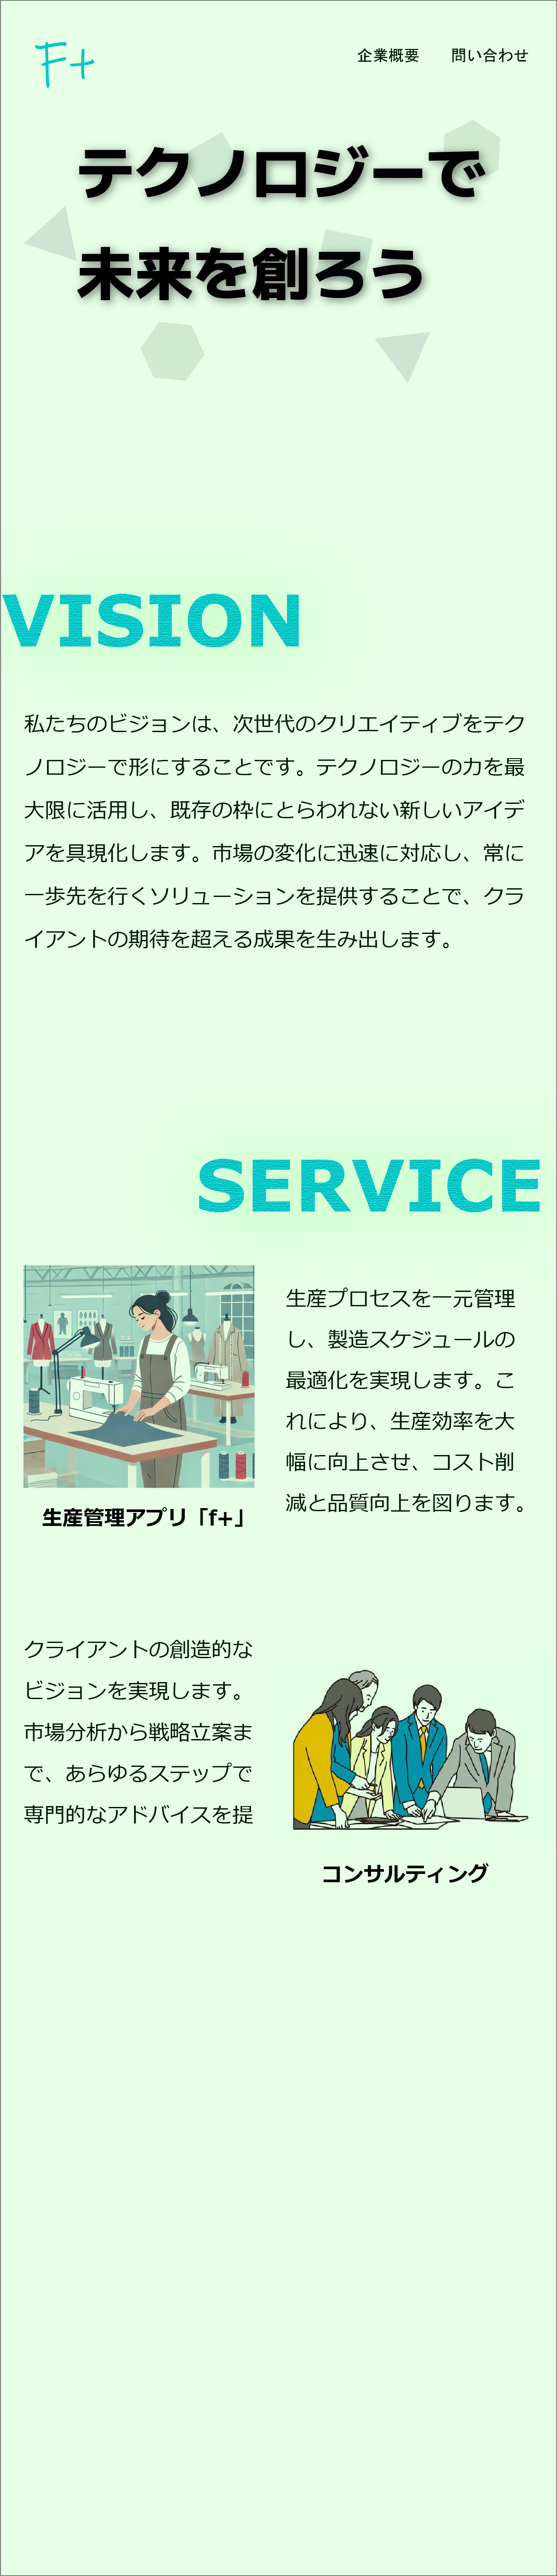 F+
企業概要 問い合わせ
テクノロジーで
未来を創ろう
VISION
私たちのビジョンは、次世代のクリエイティブをテク
ノロジーで形にすることです。テクノロジーの力を最
大限に活用し、既存の枠にとらわれない新しいアイデ
アを具現化します。市場の変化に迅速に対応し、常に
一歩先を行くソリューションを提供することで、クラ
イアントの期待を超える成果を生み出します。
SERVICE
生産プロセスを一元管理
し、製造スケジュールの
最適化を実現します。こ
れにより、生産効率を大
幅に向上させ、コスト削
減と品質向上を図ります。
生産管理アプリ「f+」
クライアントの創造的な
ビジョンを実現します。
市場分析から戦略立案ま
で、あらゆるステップで
専門的なアドバイスを提
コンサルティング